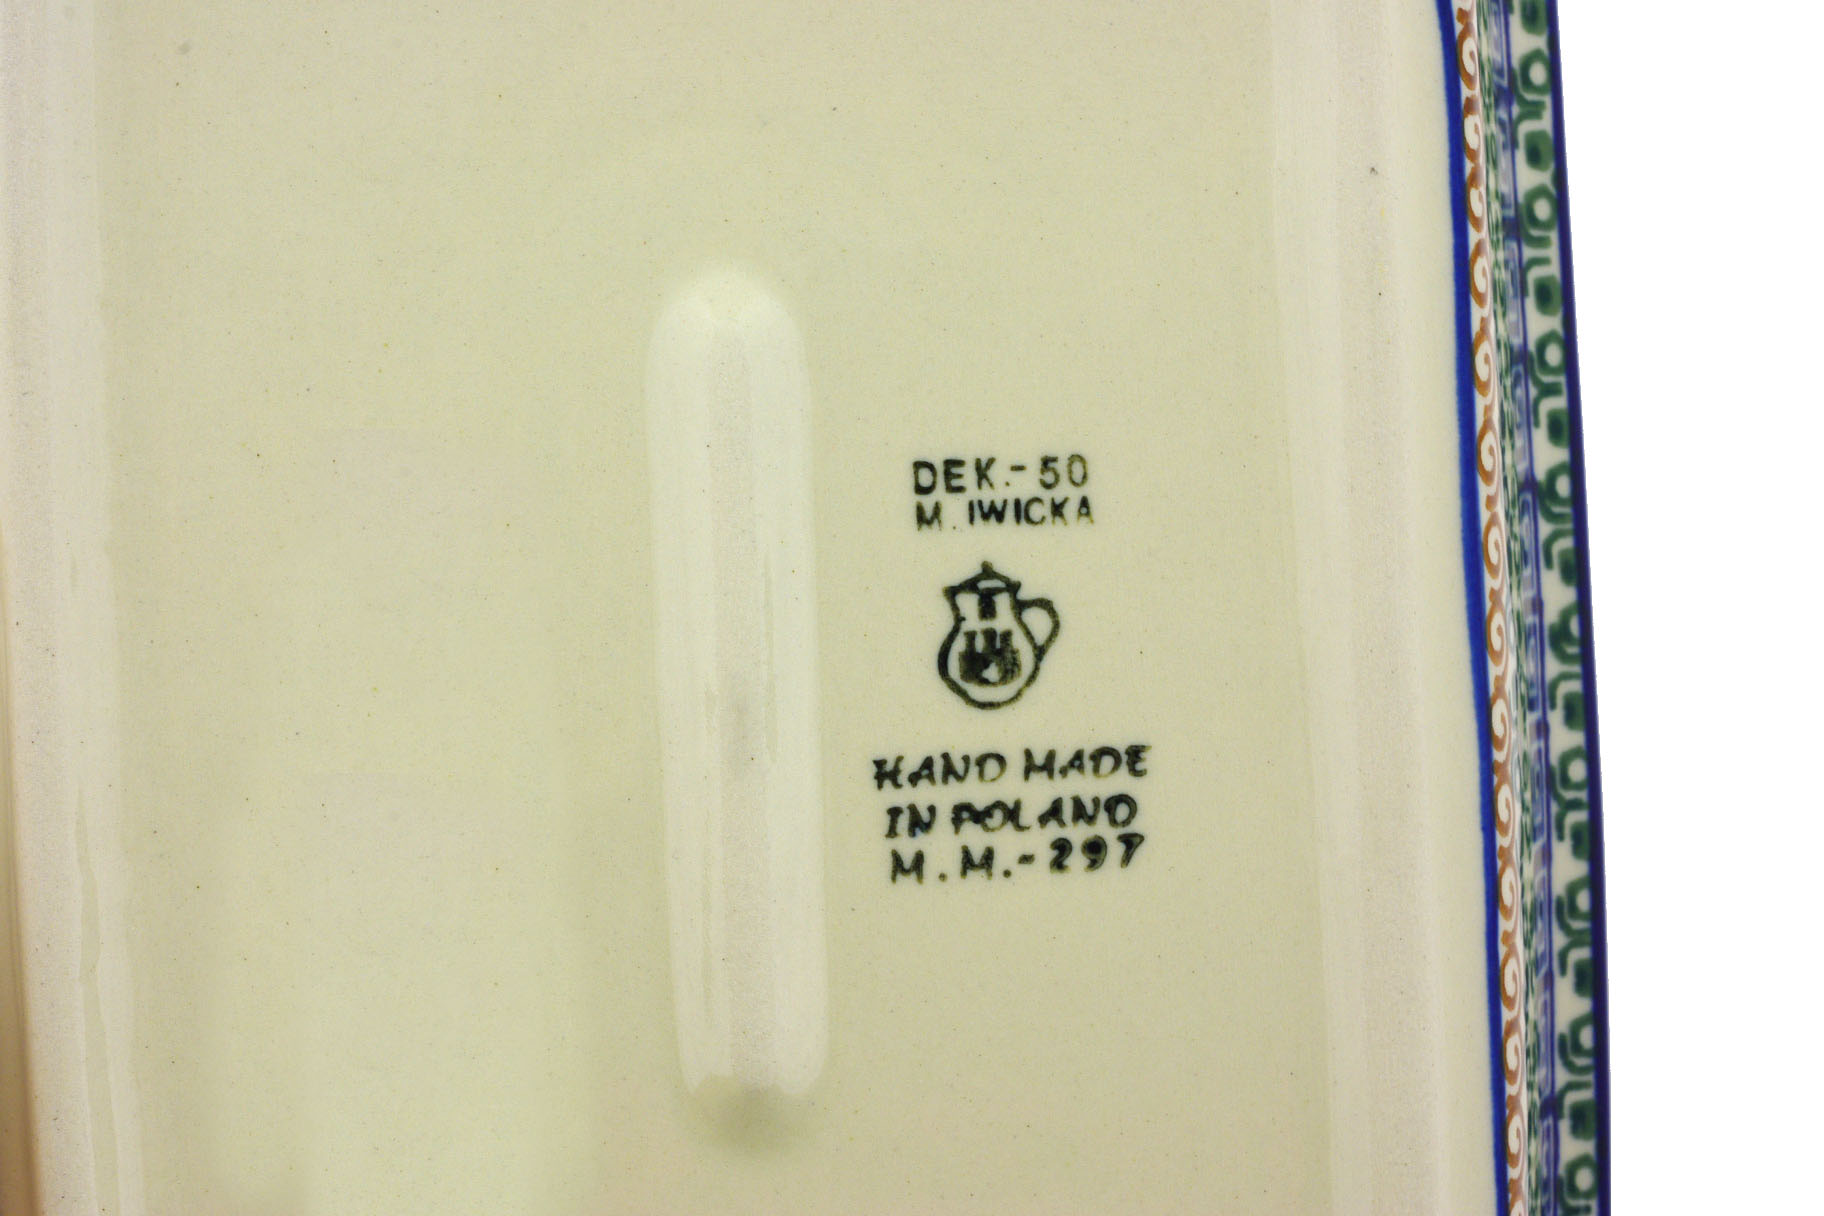 DEK.-50
M. IWICKA
HAND MADE
IN POLAND
M.M.-297